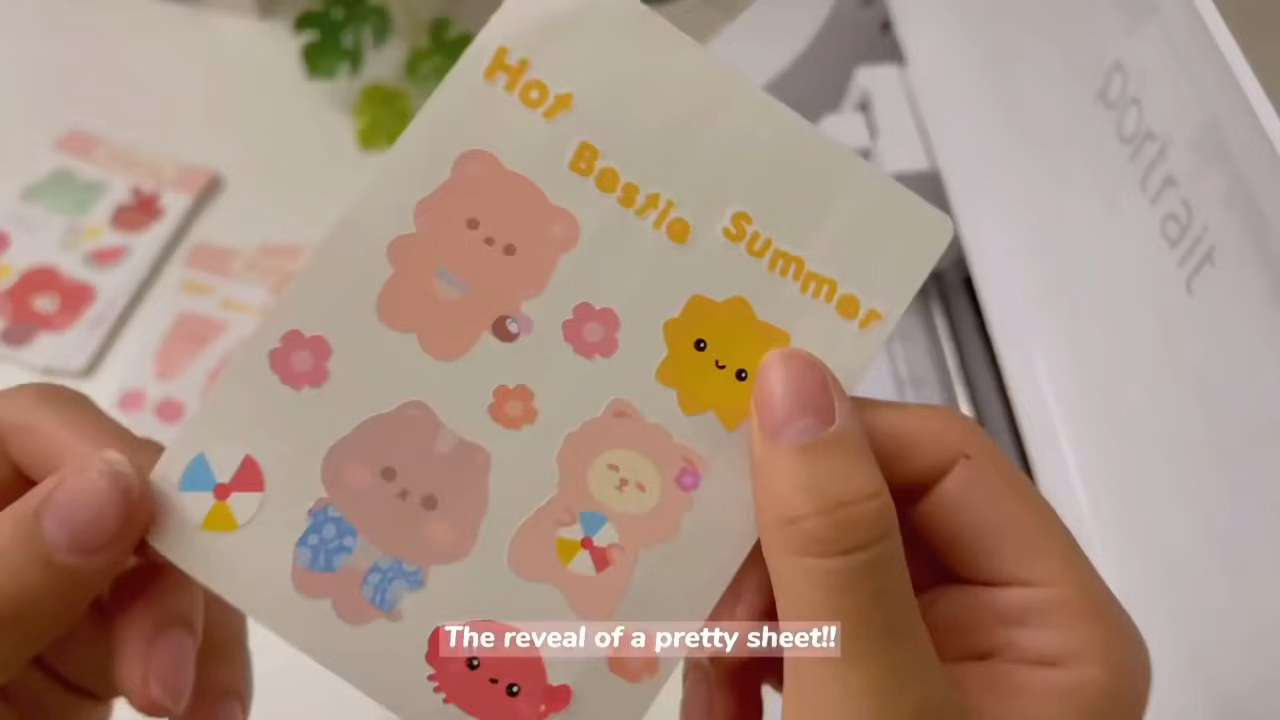 Hot
Bestie
Summer
portrait
The reveal of a pretty sheet!!